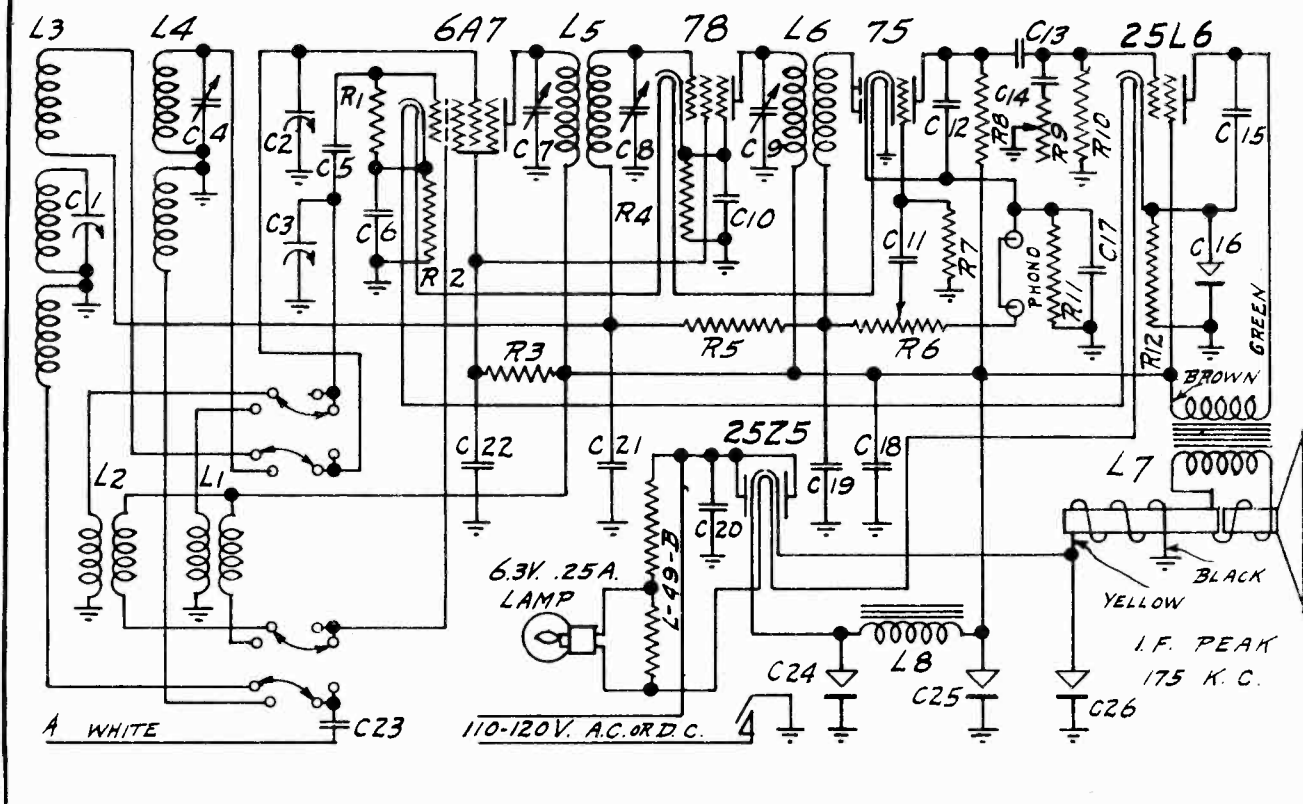 L3
L4
6A7
L5
78
L6
75
C13
25L6
R1
C4
C2
C5
C7
C8
C9
C12
R8
C14
R9
R10
C15
C1
C3
C6
R2
R4
C10
C11
R7
PHONO
R11
C17
C16
R12
GREEN
R3
R5
R6
BROWN
L2
L1
C22
C21
25Z5
C19
C18
L7
C20
6.3V. .25A.
LAMP
L-49-B
BLACK
YELLOW
L8
C24
C25
C26
I.F. PEAK
175 K.C.
A WHITE
C23
110-120V. A.C. OR D.C.